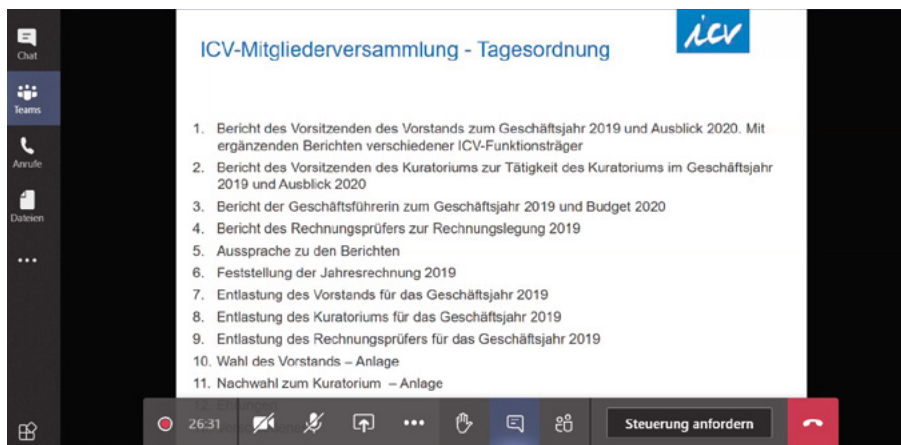 Chat
Teams
Anrufe
Dateien
ICV-Mitgliederversammlung - Tagesordnung
icv
1. Bericht des Vorsitzenden des Vorstands zum Geschäftsjahr 2019 und Ausblick 2020. Mit
ergänzenden Berichten verschiedener ICV-Funktionsträger
2. Bericht des Vorsitzenden des Kuratoriums zur Tätigkeit des Kuratoriums im Geschäftsjahr
2019 und Ausblick 2020
3. Bericht der Geschäftsführerin zum Geschäftsjahr 2019 und Budget 2020
4. Bericht des Rechnungsprüfers zur Rechnungslegung 2019
5. Aussprache zu den Berichten
6. Feststellung der Jahresrechnung 2019
7. Entlastung des Vorstands für das Geschäftsjahr 2019
8. Entlastung des Kuratoriums für das Geschäftsjahr 2019
9. Entlastung des Rechnungsprüfers für das Geschäftsjahr 2019
10. Wahl des Vorstands – Anlage
11. Nachwahl zum Kuratorium – Anlage
12.
26:31
Steuerung anfordern